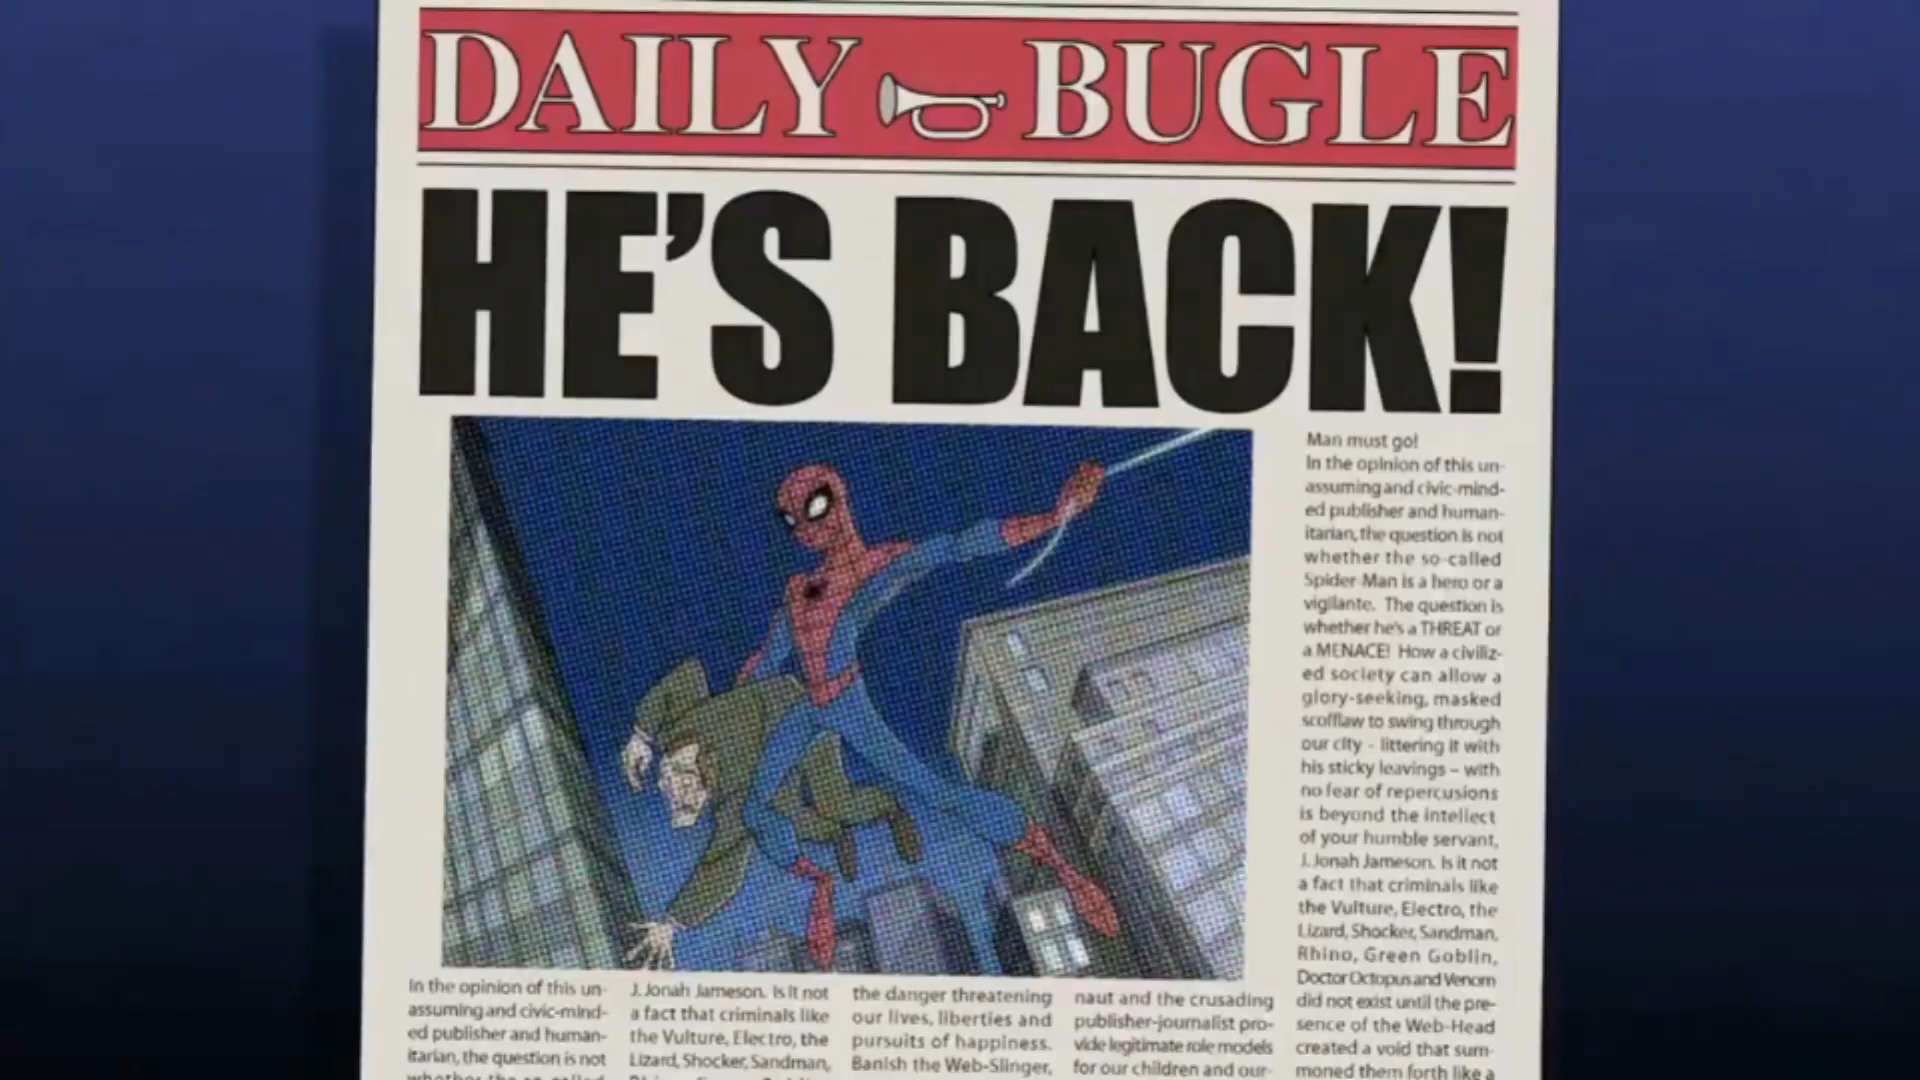 DAILY BUGLE
HE'S BACK!
Man must go!
In the opinion of this un-
assuming and civic-mind-
ed publisher and human-
itarian, the question is not
whether the so-called
Spider-Man is a hero or a
vigilante. The question is
whether he's a THREAT or
a MENACE! How a civiliz-
ed society can allow a
glory-seeking, masked
scofflaw to swing through
our city - littering it with
his sticky leavings – with
no fear of repercusions
is beyond the intellect
of your humble servant,
J. Jonah Jameson. Is it not
a fact that criminals like
the Vulture, Electro, the
Lizard, Shocker, Sandman,
Rhino, Green Goblin,
Doctor Octopus and Venom
did not exist until the pre-
sence of the Web-Head
created a void that sum-
moned them forth like a
In the opinion of this un-
assuming and civic-mind-
ed publisher and human-
itarian, the question is not
whether the so-called
J. Jonah Jameson. Is it not
a fact that criminals like
the Vulture, Electro, the
Lizard, Shocker, Sandman,
the danger threatening
our lives, liberties and
pursuits of happiness.
Banish the Web-Slinger,
naut and the crusading
publisher-journalist pro-
vide legitimate role models
for our children and our-